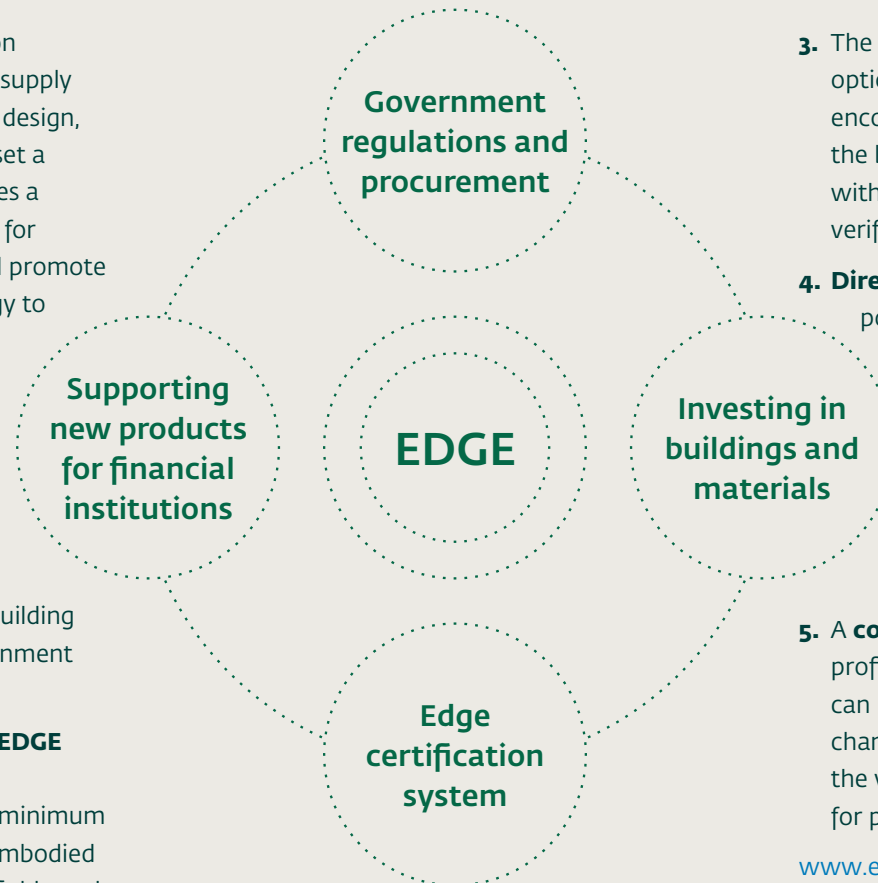 on
supply
design,
set a
es a
for
promote
gy to
uilding
nment
EDGE
minimum
mbodied
Government
regulations and
procurement
Supporting
new products
for financial
institutions
EDGE
Investing in
buildings and
materials
Edge
certification
system
3. The
optio
enco
the
with
verif
4. Dire
po
5. A co
prof
can
chan
the
for p
www.e